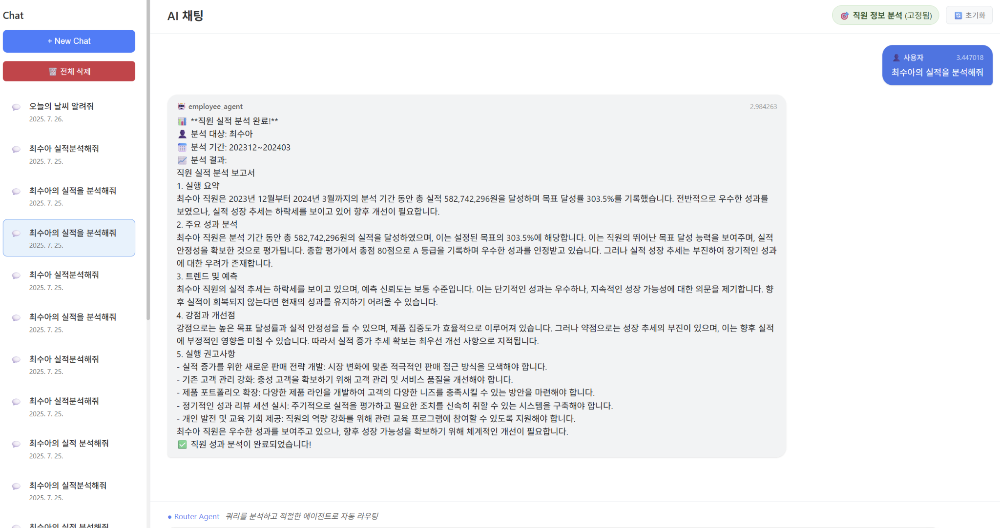 Chat
+ New Chat
전체 삭제
오늘의 날씨 알려줘
2025. 7. 26.
최수아 실적분석해줘
2025. 7. 25.
최수아의 실적을 분석해줘
2025. 7. 25.
최수아의 실적을 분석해줘
2025. 7. 25.
최수아 실적분석해줘
2025. 7. 25.
최수아의 실적을 분석해줘
2025. 7. 25.
최수아 실적분석해줘
2025. 7. 25.
최수아 실적분석해줘
2025. 7. 25.
최수아의 실적 분석해줘
2025. 7. 25.
최수아의 실적분석해줘
2025. 7. 25.
최수아의 실적 분석해줘
AI 채팅
직원 정보 분석 (고정됨)
초기화
사용자 3.447018
최수아의 실적을 분석해줘
employee_agent 2.984263
**직원 실적 분석 완료!**
분석 대상: 최수아
분석 기간: 202312~202403
분석 결과:
직원 실적 분석 보고서
1. 실행 요약
최수아 직원은 2023년 12월부터 2024년 3월까지의 분석 기간 동안 총 실적 582,742,296원을 달성하며 목표 달성률 303.5%를 기록했습니다. 전반적으로 우수한 성과를
보였으나, 실적 성장 추세는 하락세를 보이고 있어 향후 개선이 필요합니다.
2. 주요 성과 분석
최수아 직원은 분석 기간 동안 총 582,742,296원의 실적을 달성하였으며, 이는 설정된 목표의 303.5%에 해당합니다. 이는 직원의 뛰어난 목표 달성 능력을 보여주며, 실적
안정성을 확보한 것으로 평가됩니다. 종합 평가에서 총점 80점으로 A 등급을 기록하며 우수한 성과를 인정받고 있습니다. 그러나 실적 성장 추세는 부진하여 장기적인 성과
에 대한 우려가 존재합니다.
3. 트렌드 및 예측
최수아 직원의 실적 추세는 하락세를 보이고 있으며, 예측 신뢰도는 보통 수준입니다. 이는 단기적인 성과는 우수하나, 지속적인 성장 가능성에 대한 의문을 제기합니다. 향
후 실적이 회복되지 않는다면 현재의 성과를 유지하기 어려울 수 있습니다.
4. 강점과 개선점
강점으로는 높은 목표 달성률과 실적 안정성을 들 수 있으며, 제품 집중도가 효율적으로 이루어져 있습니다. 그러나 약점으로는 성장 추세의 부진이 있으며, 이는 향후 실적
에 부정적인 영향을 미칠 수 있습니다. 따라서 실적 증가 추세 확보는 최우선 개선 사항으로 지적됩니다.
5. 실행 권고사항
- 실적 증가를 위한 새로운 판매 전략 개발: 시장 변화에 맞춘 적극적인 판매 접근 방식을 모색해야 합니다.
- 기존 고객 관리 강화: 충성 고객을 확보하기 위해 고객 관리 및 서비스 품질을 개선해야 합니다.
- 제품 포트폴리오 확장: 다양한 제품 라인을 개발하여 고객의 다양한 니즈를 충족시킬 수 있는 방안을 마련해야 합니다.
- 정기적인 성과 리뷰 세션 실시: 주기적으로 실적을 평가하고 필요한 조치를 신속히 취할 수 있는 시스템을 구축해야 합니다.
- 개인 발전 및 교육 기회 제공: 직원의 역량 강화를 위해 관련 교육 프로그램에 참여할 수 있도록 지원해야 합니다.
최수아 직원은 우수한 성과를 보여주고 있으나, 향후 성장 가능성을 확보하기 위해 체계적인 개선이 필요합니다.
직원 성과 분석이 완료되었습니다!
Router Agent 쿼리를 분석하고 적절한 에이전트로 자동 라우팅